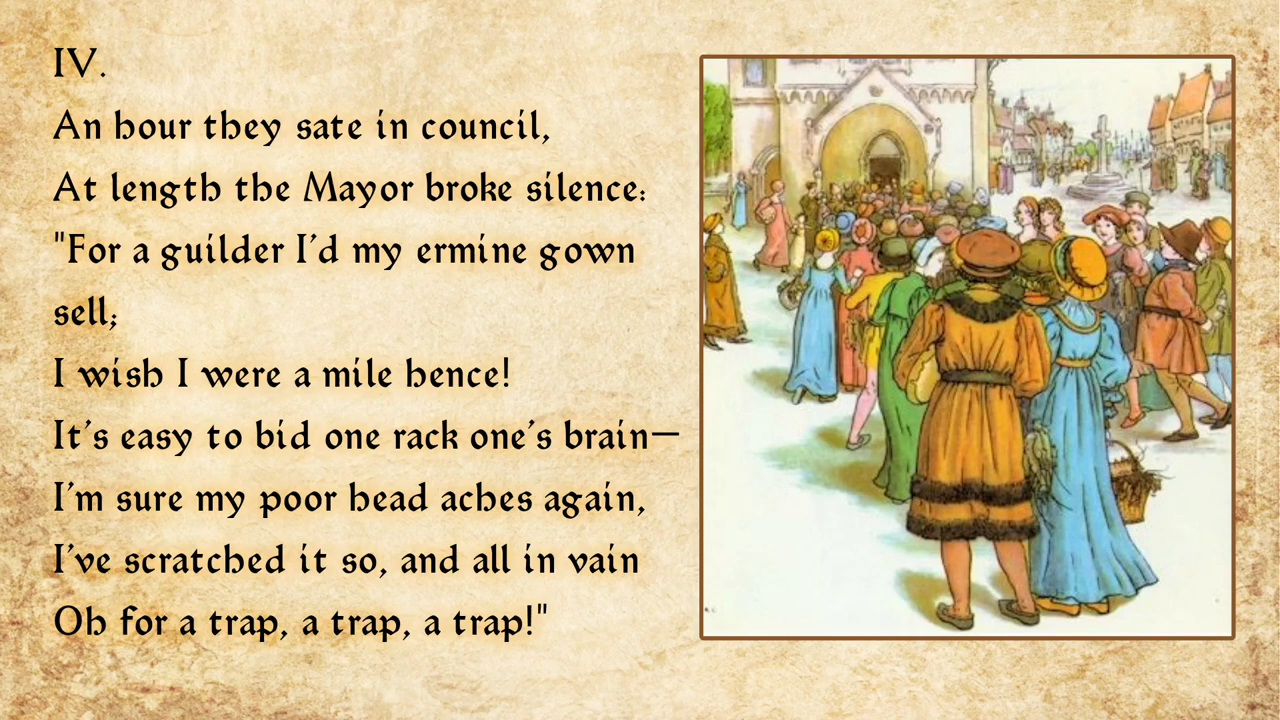 IV.
An hour they sate in council,
At length the Mayor broke silence:
"For a guilder I'd my ermine gown
sell;
I wish I were a mile hence!
It's easy to bid one rack one's brain—
I'm sure my poor head aches again,
I've scratched it so, and all in vain
Oh for a trap, a trap, a trap!"